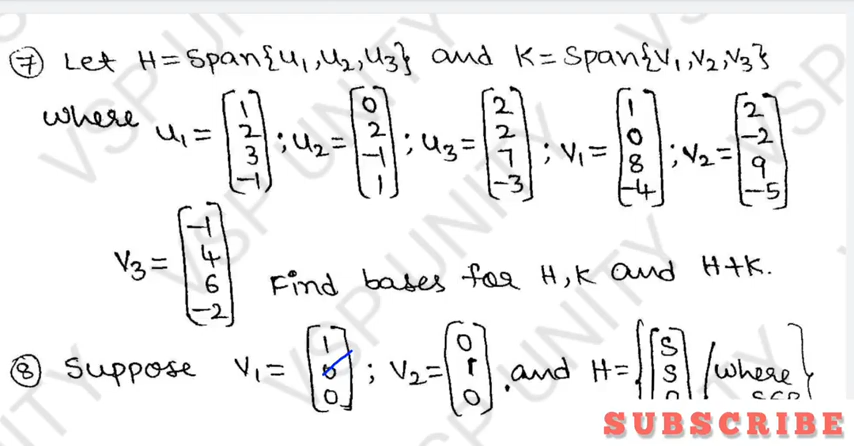 ⑦ Let H = Span{u₁, u₂, u₃} and K = Span{v₁, v₂, v₃}
where u₁ = [1 2 3 -1] ; u₂ = [0 2 -1 1] ; u₃ = [2 2 7 -3] ; v₁ = [1 0 8 -4] ; v₂ = [2 -2 9 -5]
v₃ = [-1 4 6 -2] Find bases for H, K and H+K.
⑧ Suppose v₁ = [1 0 0] ; v₂ = [0 1 0] and H = { [s s / where }
SUBSCRIBE
VSP UNITY